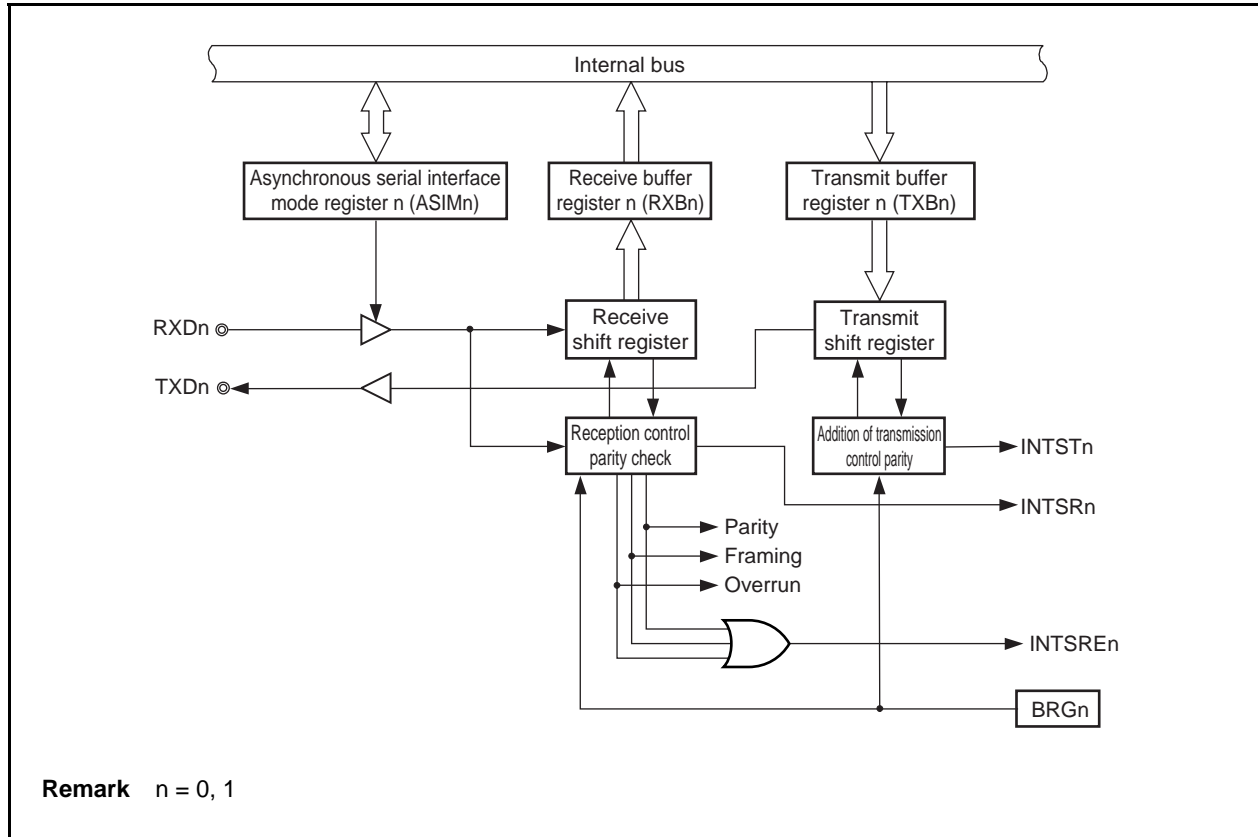 Internal bus
Asynchronous serial interface
mode register n (ASIMn)
Receive buffer
register n (RXBn)
Transmit buffer
register n (TXBn)
RXDn
Receive
shift register
Transmit
shift register
TXDn
Reception control
parity check
Addition of transmission
control parity
INTSTn
INTSRn
Parity
Framing
Overrun
INTSREn
BRGn
Remark n = 0, 1